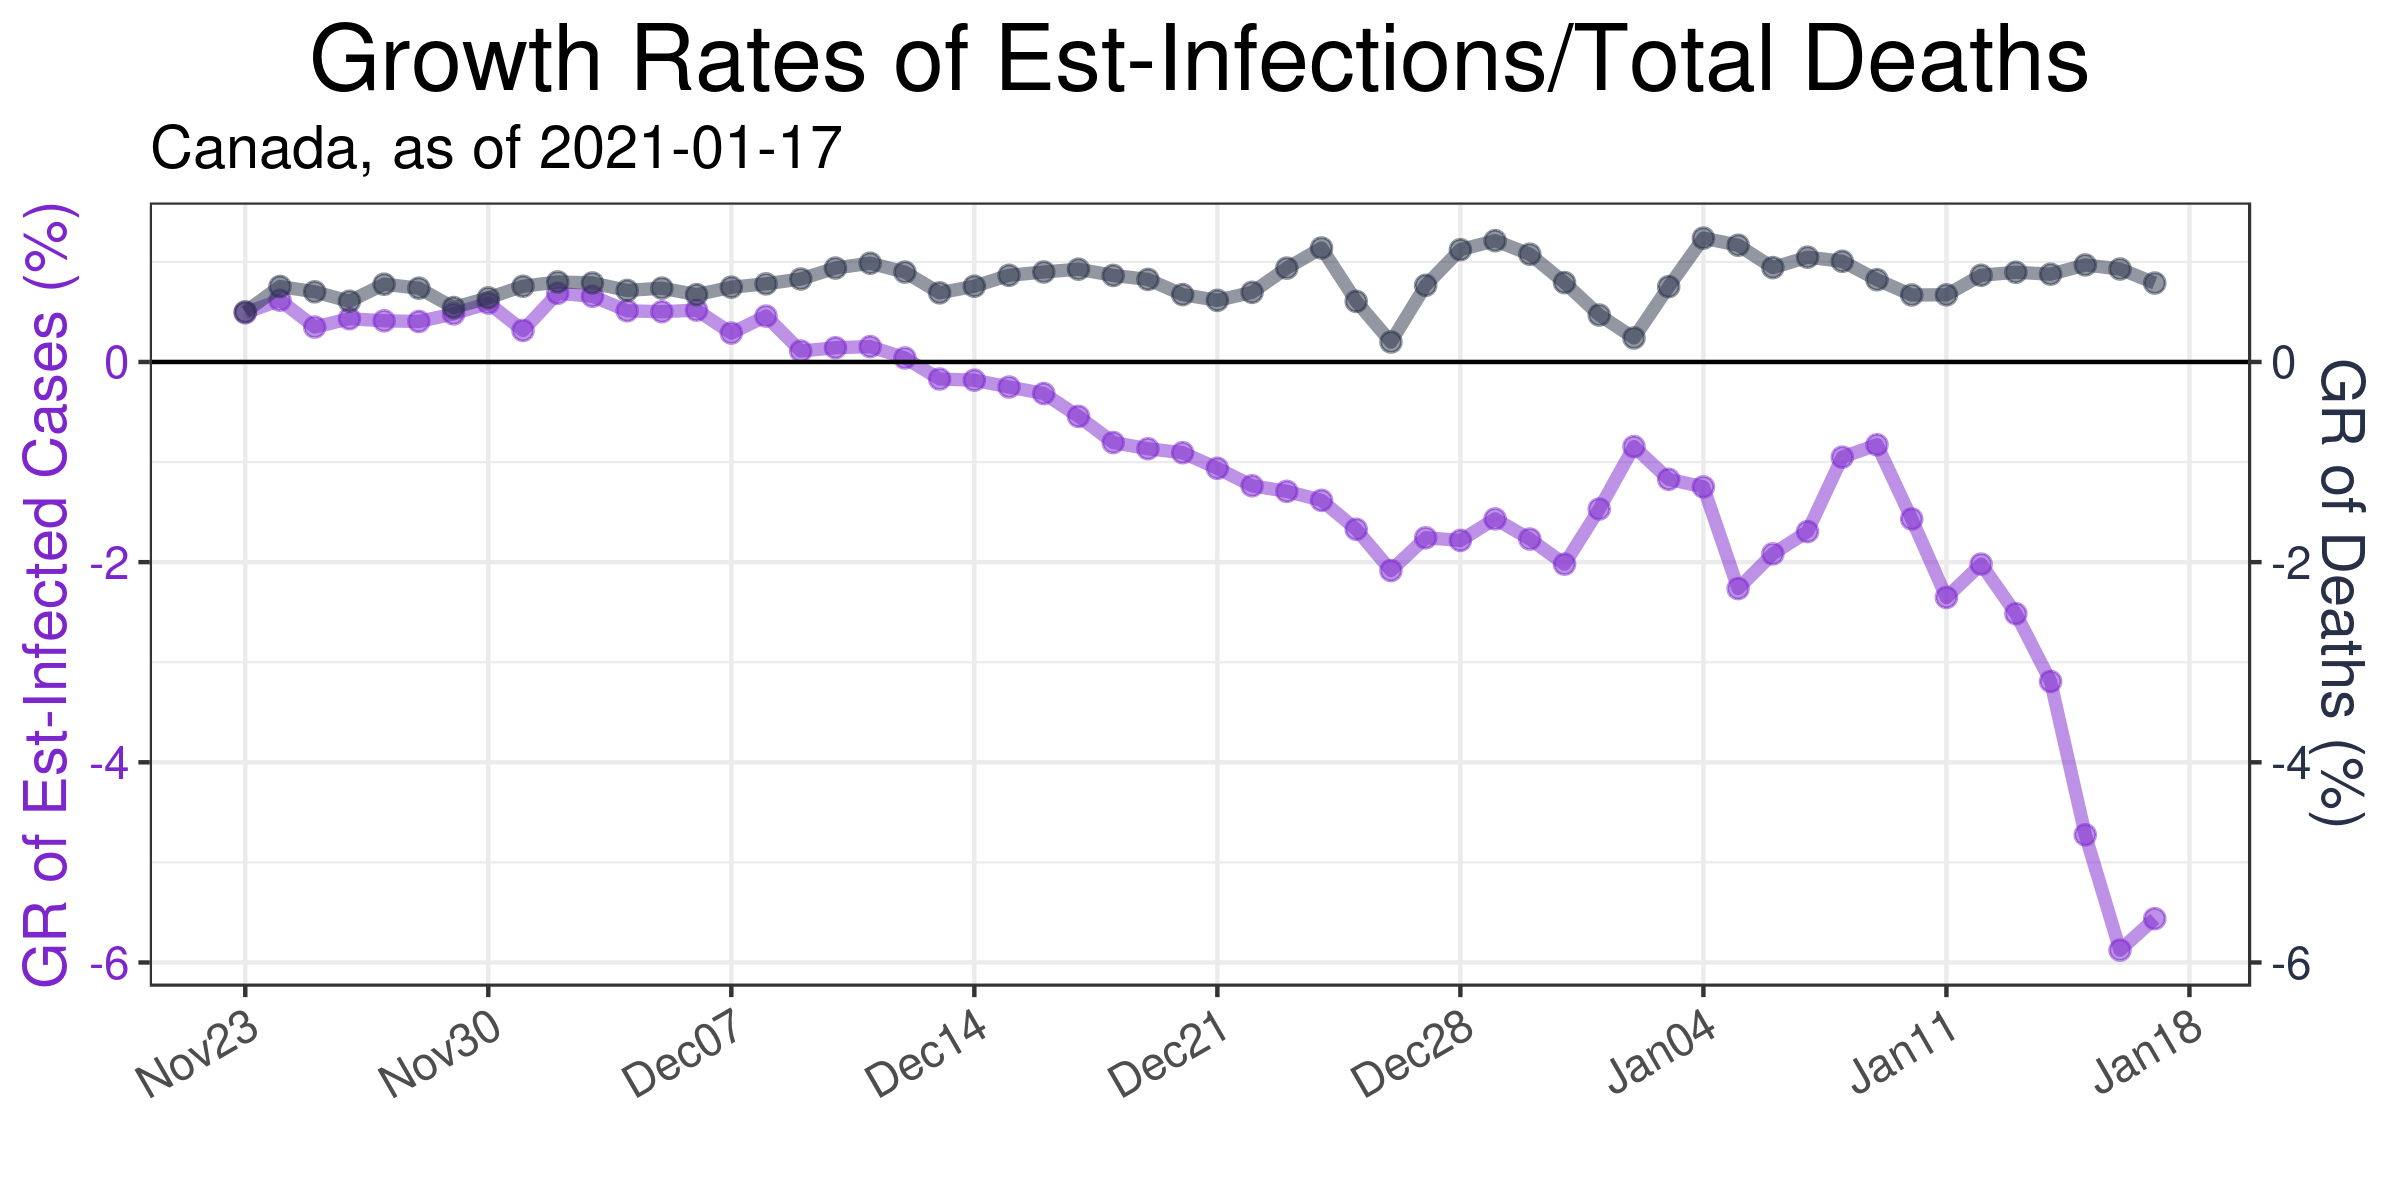 Growth Rates of Est-Infections/Total Deaths
Canada, as of 2021-01-17
GR of Est-Infected Cases (%)
0
-2
-4
-6
0
-2
-4
-6
GR of Deaths (%)
Nov23
Nov30
Dec07
Dec14
Dec21
Dec28
Jan04
Jan11
Jan18